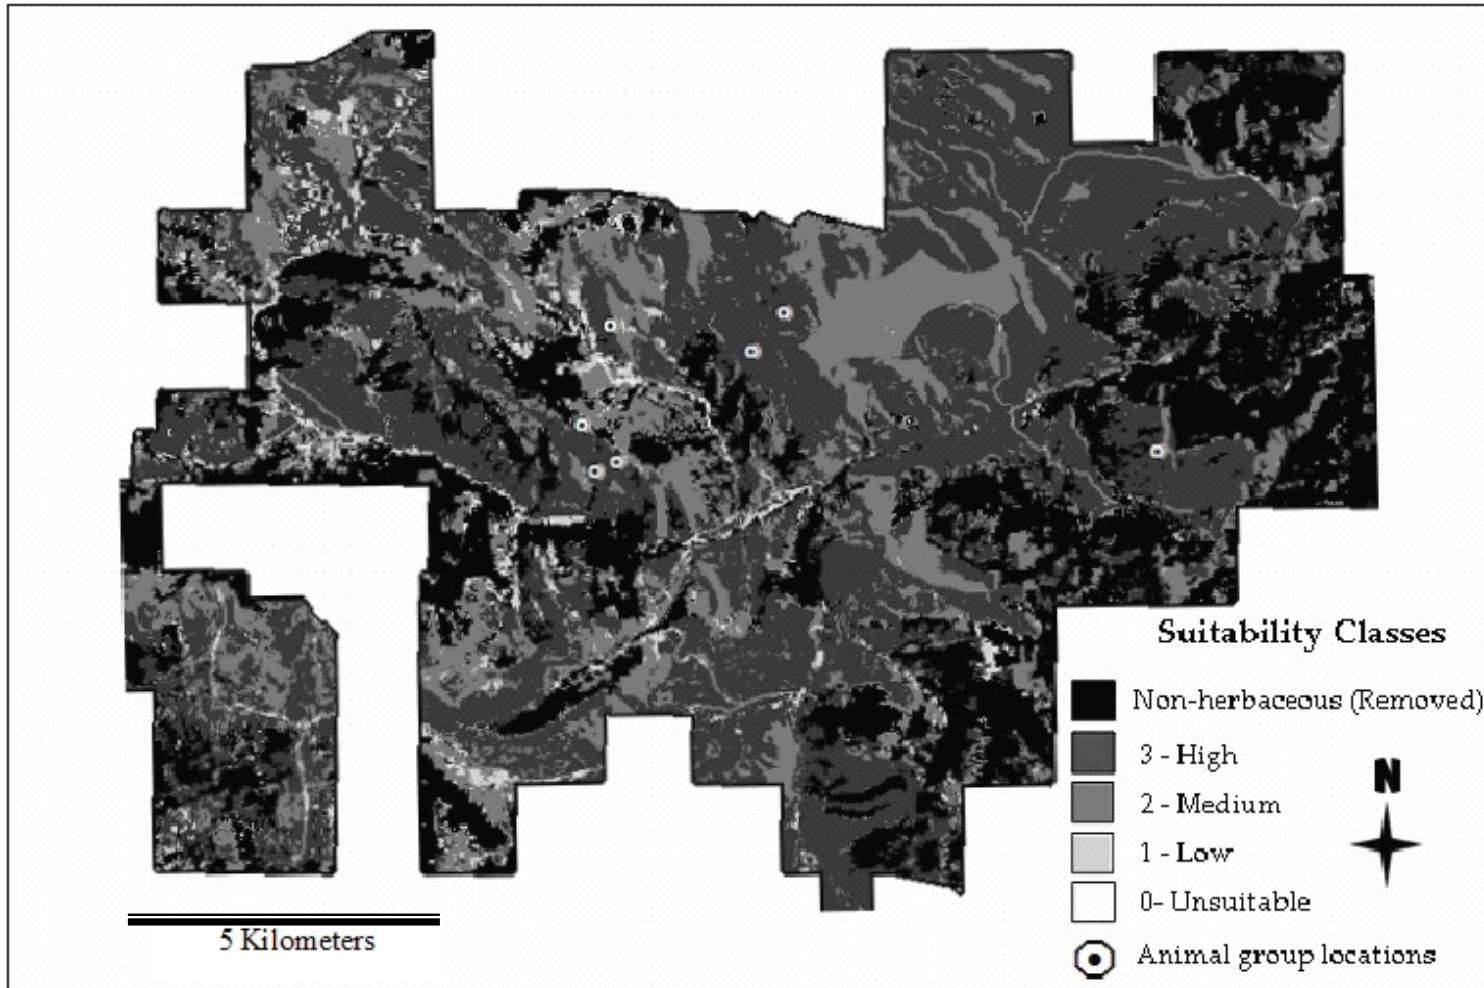 Suitability Classes
Non-herbaceous (Removed)
3 - High
2 - Medium
1 - Low
0- Unsuitable
Animal group locations
N
5 Kilometers